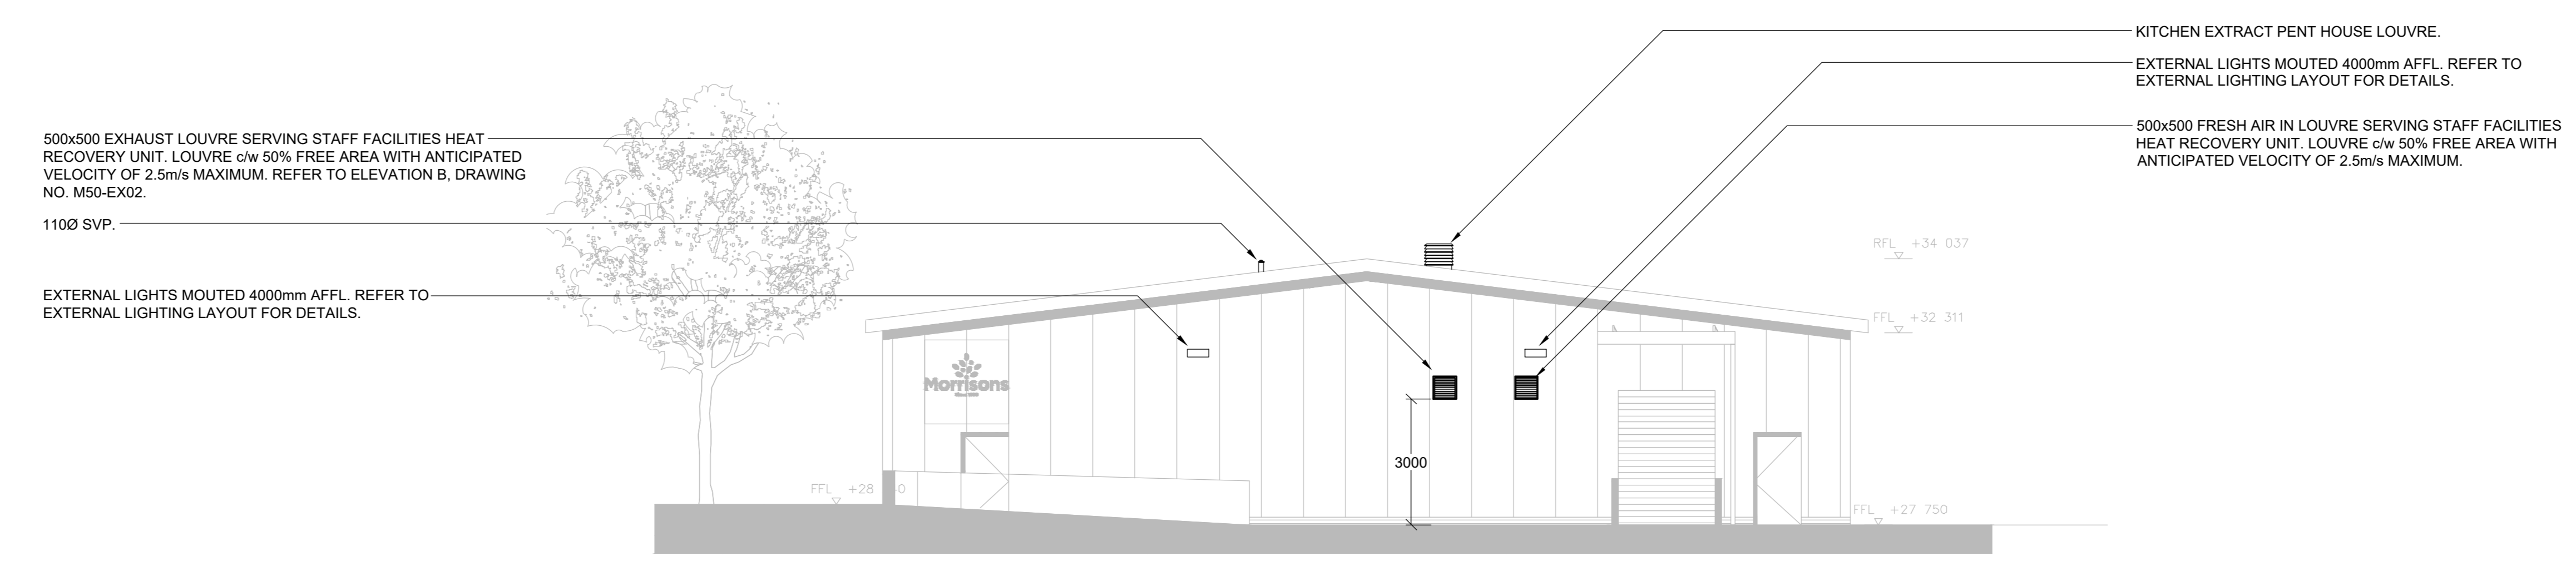 KITCHEN EXTRACT PENT HOUSE LOUVRE.
EXTERNAL LIGHTS MOUTED 4000mm AFFL. REFER TO
EXTERNAL LIGHTING LAYOUT FOR DETAILS.
500x500 FRESH AIR IN LOUVRE SERVING STAFF FACILITIES
HEAT RECOVERY UNIT. LOUVRE c/w 50% FREE AREA WITH
ANTICIPATED VELOCITY OF 2.5m/s MAXIMUM.
500x500 EXHAUST LOUVRE SERVING STAFF FACILITIES HEAT
RECOVERY UNIT. LOUVRE c/w 50% FREE AREA WITH ANTICIPATED
VELOCITY OF 2.5m/s MAXIMUM. REFER TO ELEVATION B, DRAWING
NO. M50-EX02.
110Ø SVP.
EXTERNAL LIGHTS MOUTED 4000mm AFFL. REFER TO
EXTERNAL LIGHTING LAYOUT FOR DETAILS.
RFL +34 037
FFL +32 311
Morrisons
3000
FFL +28
FFL +27 750